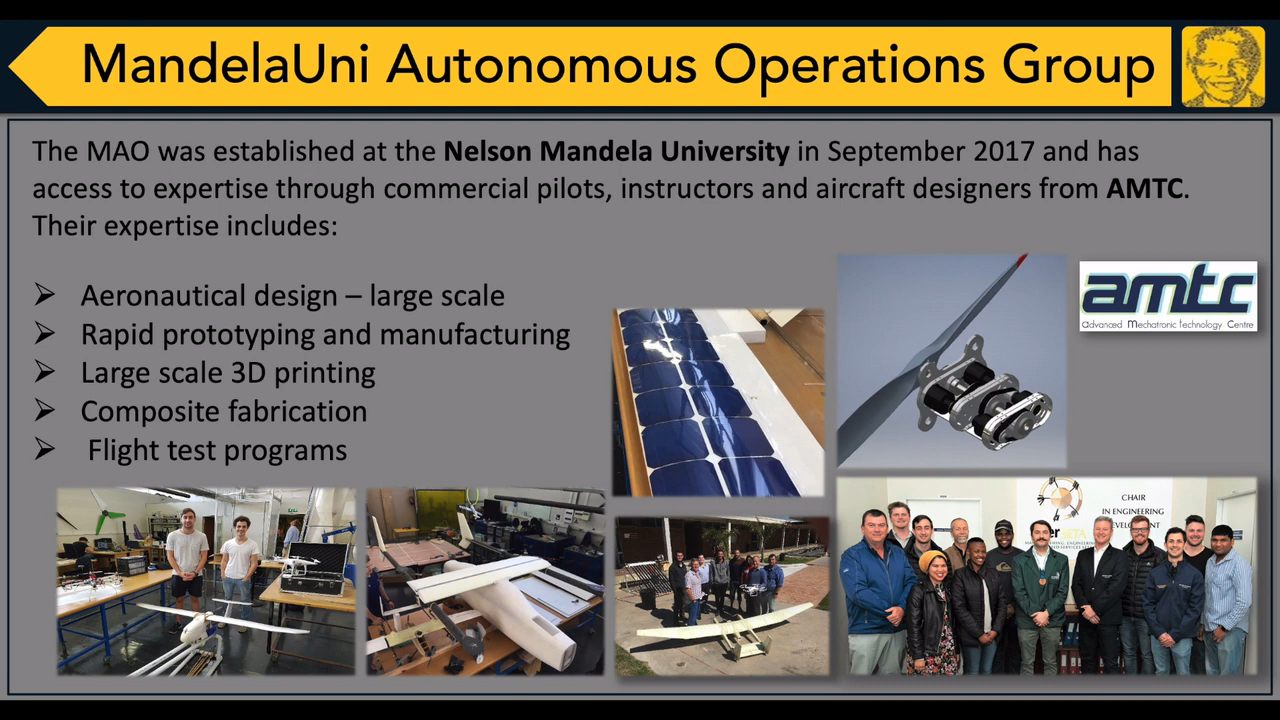 MandelaUni Autonomous Operations Group
The MAO was established at the Nelson Mandela University in September 2017 and has
access to expertise through commercial pilots, instructors and aircraft designers from AMTC.
Their expertise includes:
➢ Aeronautical design – large scale
➢ Rapid prototyping and manufacturing
➢ Large scale 3D printing
➢ Composite fabrication
➢ Flight test programs
amtc
Advanced Mechatronic Technology Centre
CHAIR
IN ENGINEERING